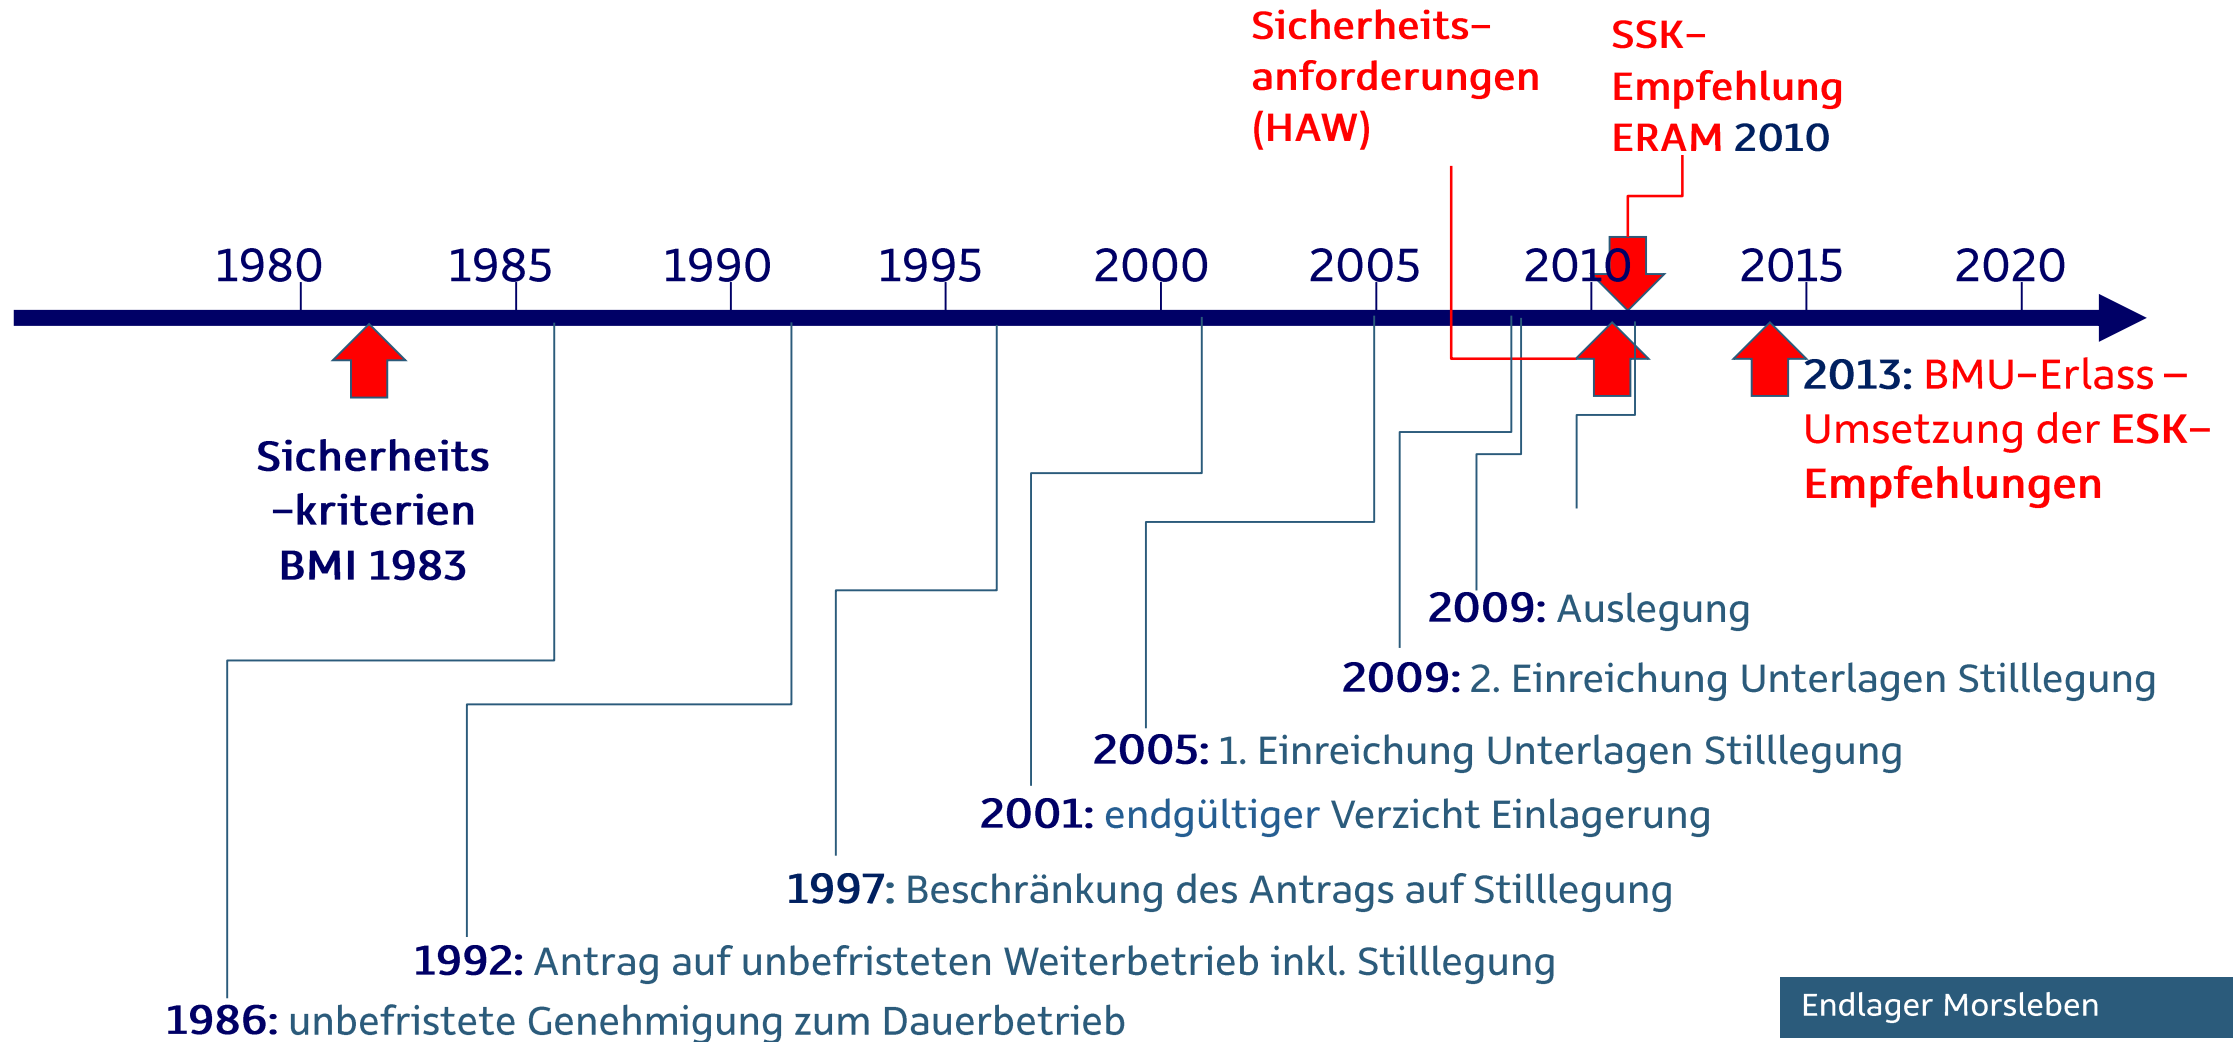 Sicherheits–
anforderungen
(HAW)
SSK–
Empfehlung
ERAM 2010
1980 1985 1990 1995 2000 2005 2010 2015 2020
Sicherheits
–kriterien
BMI 1983
2013: BMU–Erlass –
Umsetzung der ESK–
Empfehlungen
2009: Auslegung
2009: 2. Einreichung Unterlagen Stilllegung
2005: 1. Einreichung Unterlagen Stilllegung
2001: endgültiger Verzicht Einlagerung
1997: Beschränkung des Antrags auf Stilllegung
1992: Antrag auf unbefristeten Weiterbetrieb inkl. Stilllegung
1986: unbefristete Genehmigung zum Dauerbetrieb
Endlager Morsleben